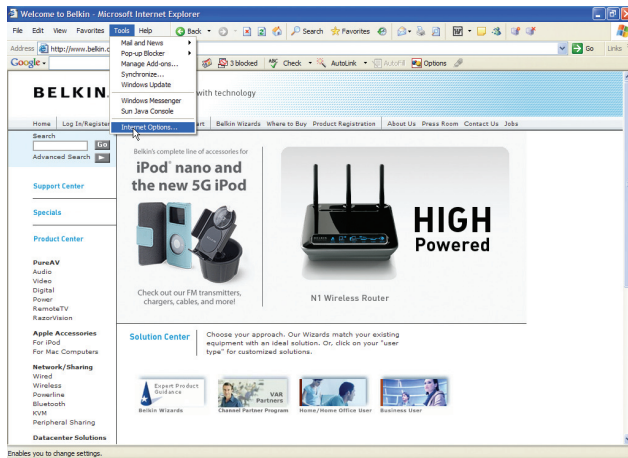 Welcome to Belkin - Microsoft Internet Explorer
File Edit View Favorites Tools Help Back Search Favorites
Address http://www.belkin.c Go Links
Google 3 blocked Check AutoLink AutoFill Options
Mail and News
Pop-up Blocker
Manage Add-ons...
Synchronize...
Windows Update
Windows Messenger
Sun Java Console
Internet Options...
BELKIN. with technology
Home Log In/Register art Belkin Wizards Where to Buy Product Registration About Us Press Room Contact Us Jobs
Search
Go
Advanced Search
Support Center
Specials
Product Center
PureAV
Audio
Video
Digital
Power
RemoteTV
RazorVision
Apple Accessories
For iPod
For Mac Computers
Network/Sharing
Wired
Wireless
Powerline
Bluetooth
KVM
Peripheral Sharing
Datacenter Solutions
Belkin's complete line of accessories for
iPod® nano and
the new 5G iPod
Check out our FM transmitters,
chargers, cables, and more!
HIGH
Powered
N1 Wireless Router
Solution Center
Choose your approach. Our Wizards match your existing
equipment with an ideal solution. Or, click on your "user
type" for customized solutions.
Expert Product
Guidance
Belkin Wizards
VAR
Partners
Channel Partner Program
Home/Home Office User
Business User
Enables you to change settings.